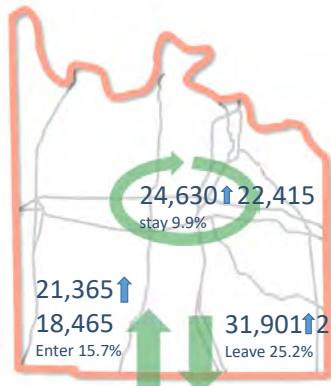 24,630⬆22,415
stay 9.9%
21,365⬆
18,465
Enter 15.7%
31,901⬆2
Leave 25.2%